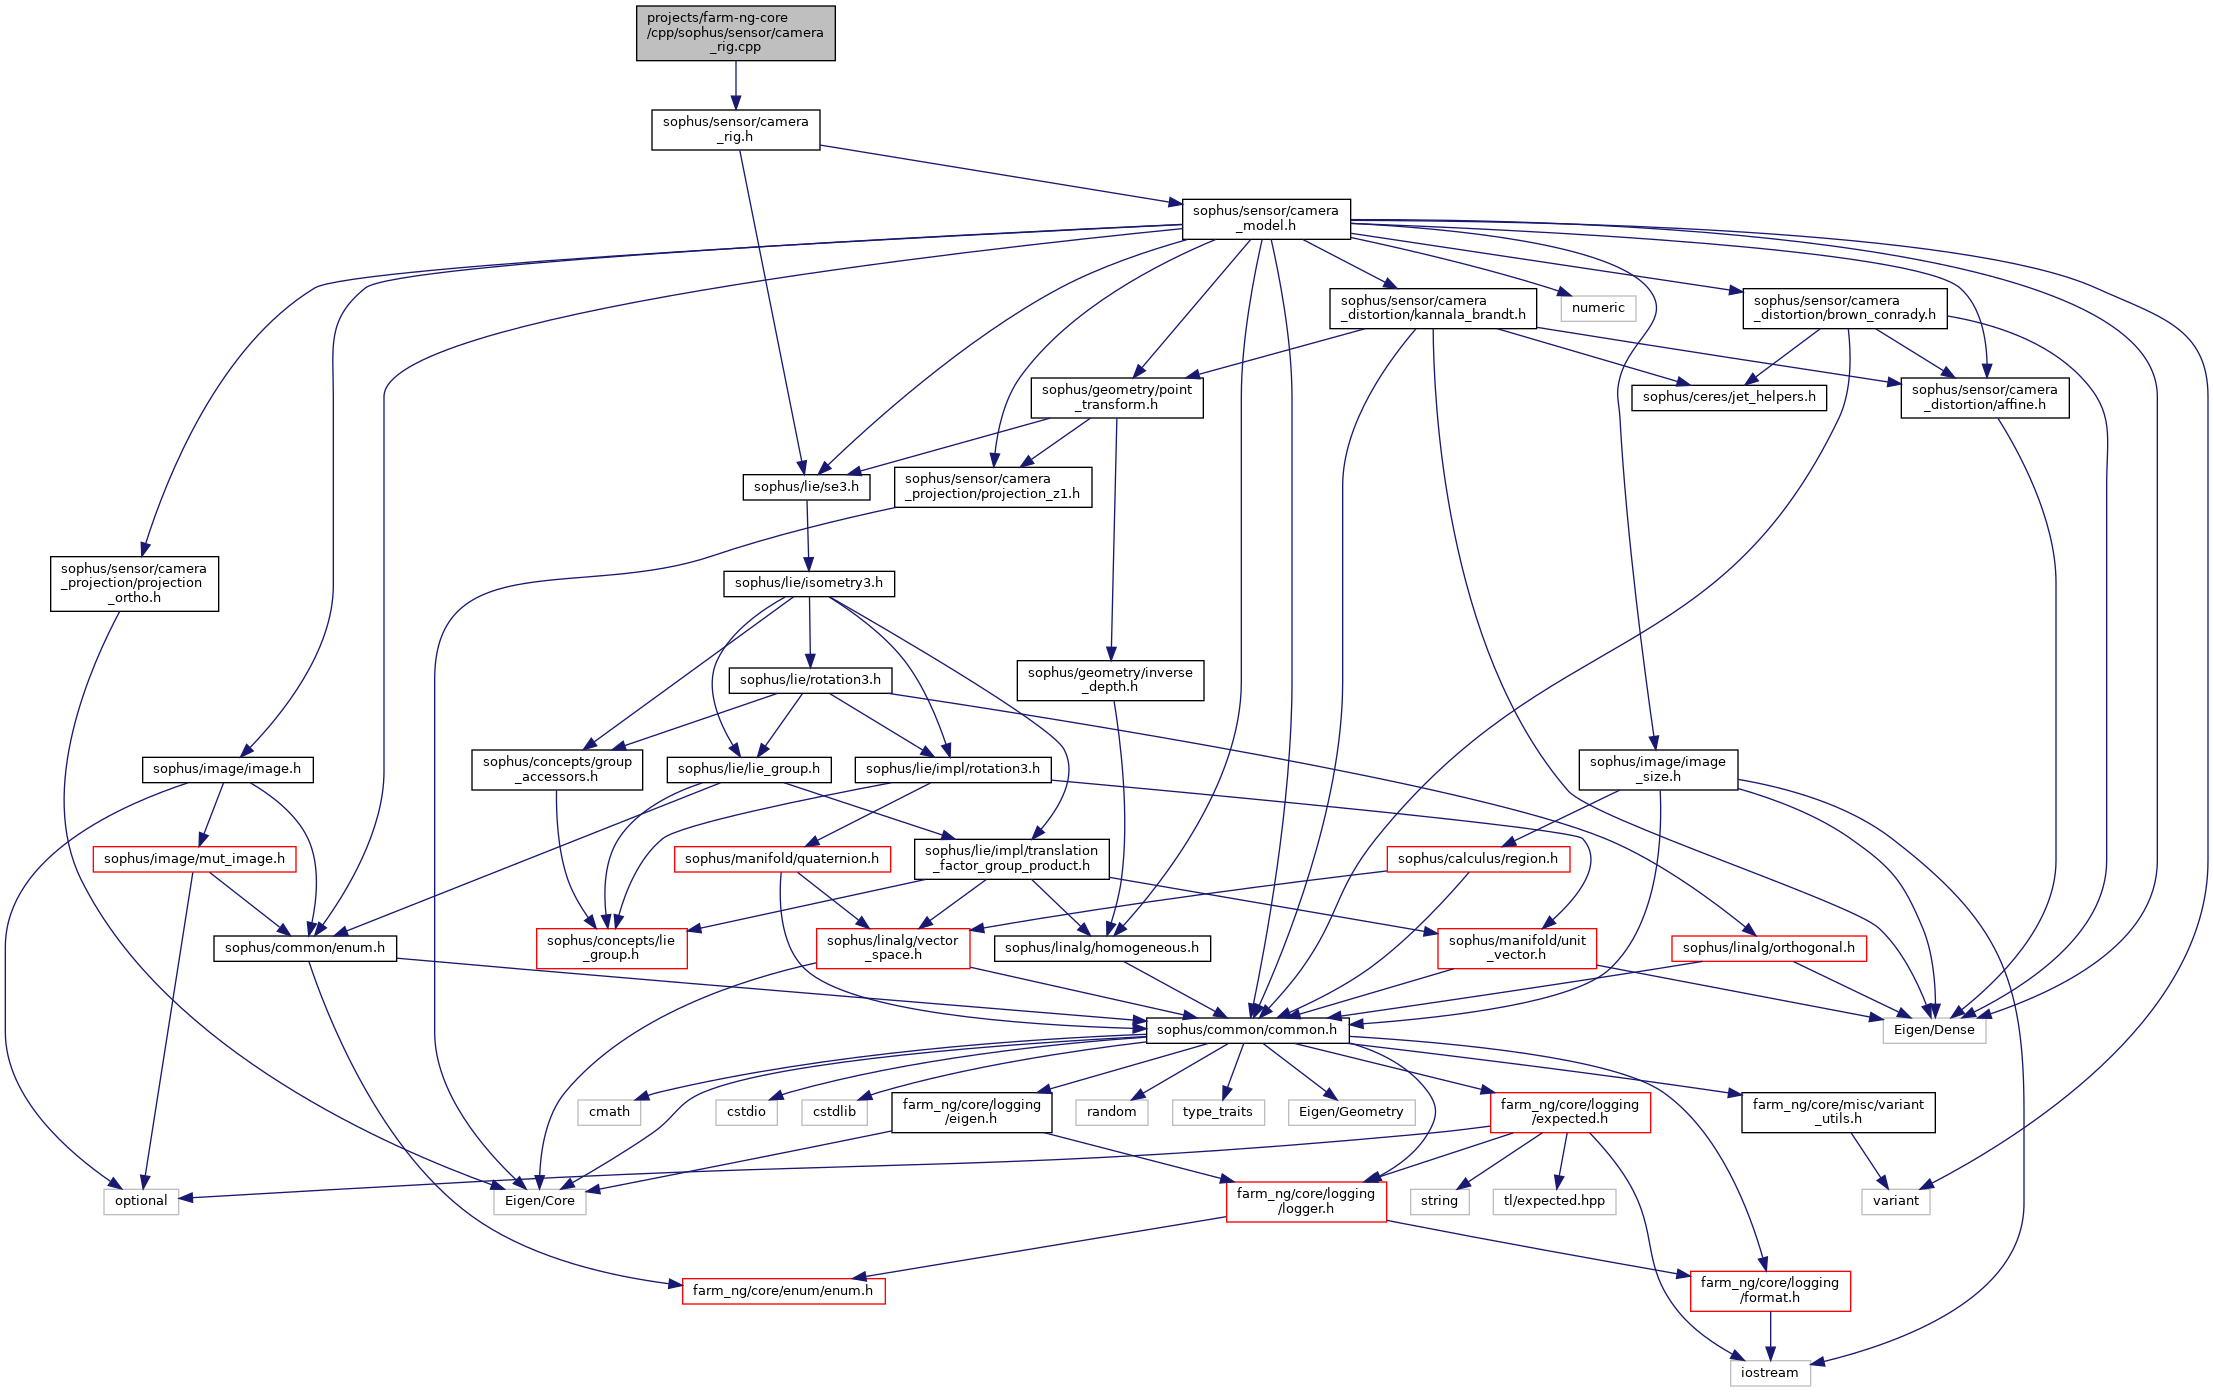 projects/farm-ng-core
/cpp/sophus/sensor/camera
_rig.cpp
sophus/sensor/camera
_rig.h
sophus/sensor/camera
_model.h
sophus/sensor/camera
_distortion/kannala_brandt.h
numeric
sophus/sensor/camera
_distortion/brown_conrady.h
sophus/geometry/point
_transform.h
sophus/ceres/jet_helpers.h
sophus/sensor/camera
_distortion/affine.h
sophus/lie/se3.h
sophus/sensor/camera
_projection/projection_z1.h
sophus/sensor/camera
_projection/projection
_ortho.h
sophus/lie/isometry3.h
sophus/lie/rotation3.h
sophus/geometry/inverse
_depth.h
sophus/image/image.h
sophus/concepts/group
_accessors.h
sophus/lie/lie_group.h
sophus/lie/impl/rotation3.h
sophus/image/image
_size.h
sophus/image/mut_image.h
sophus/manifold/quaternion.h
sophus/lie/impl/translation
_factor_group_product.h
sophus/calculus/region.h
sophus/common/enum.h
sophus/concepts/lie
_group.h
sophus/linalg/vector
_space.h
sophus/linalg/homogeneous.h
sophus/manifold/unit
_vector.h
sophus/linalg/orthogonal.h
sophus/common/common.h
Eigen/Dense
cmath
cstdio
cstdlib
farm_ng/core/logging
/eigen.h
random
type_traits
Eigen/Geometry
farm_ng/core/logging
/expected.h
farm_ng/core/misc/variant
_utils.h
optional
Eigen/Core
farm_ng/core/logging
/logger.h
string
tl/expected.hpp
variant
farm_ng/core/enum/enum.h
farm_ng/core/logging
/format.h
iostream